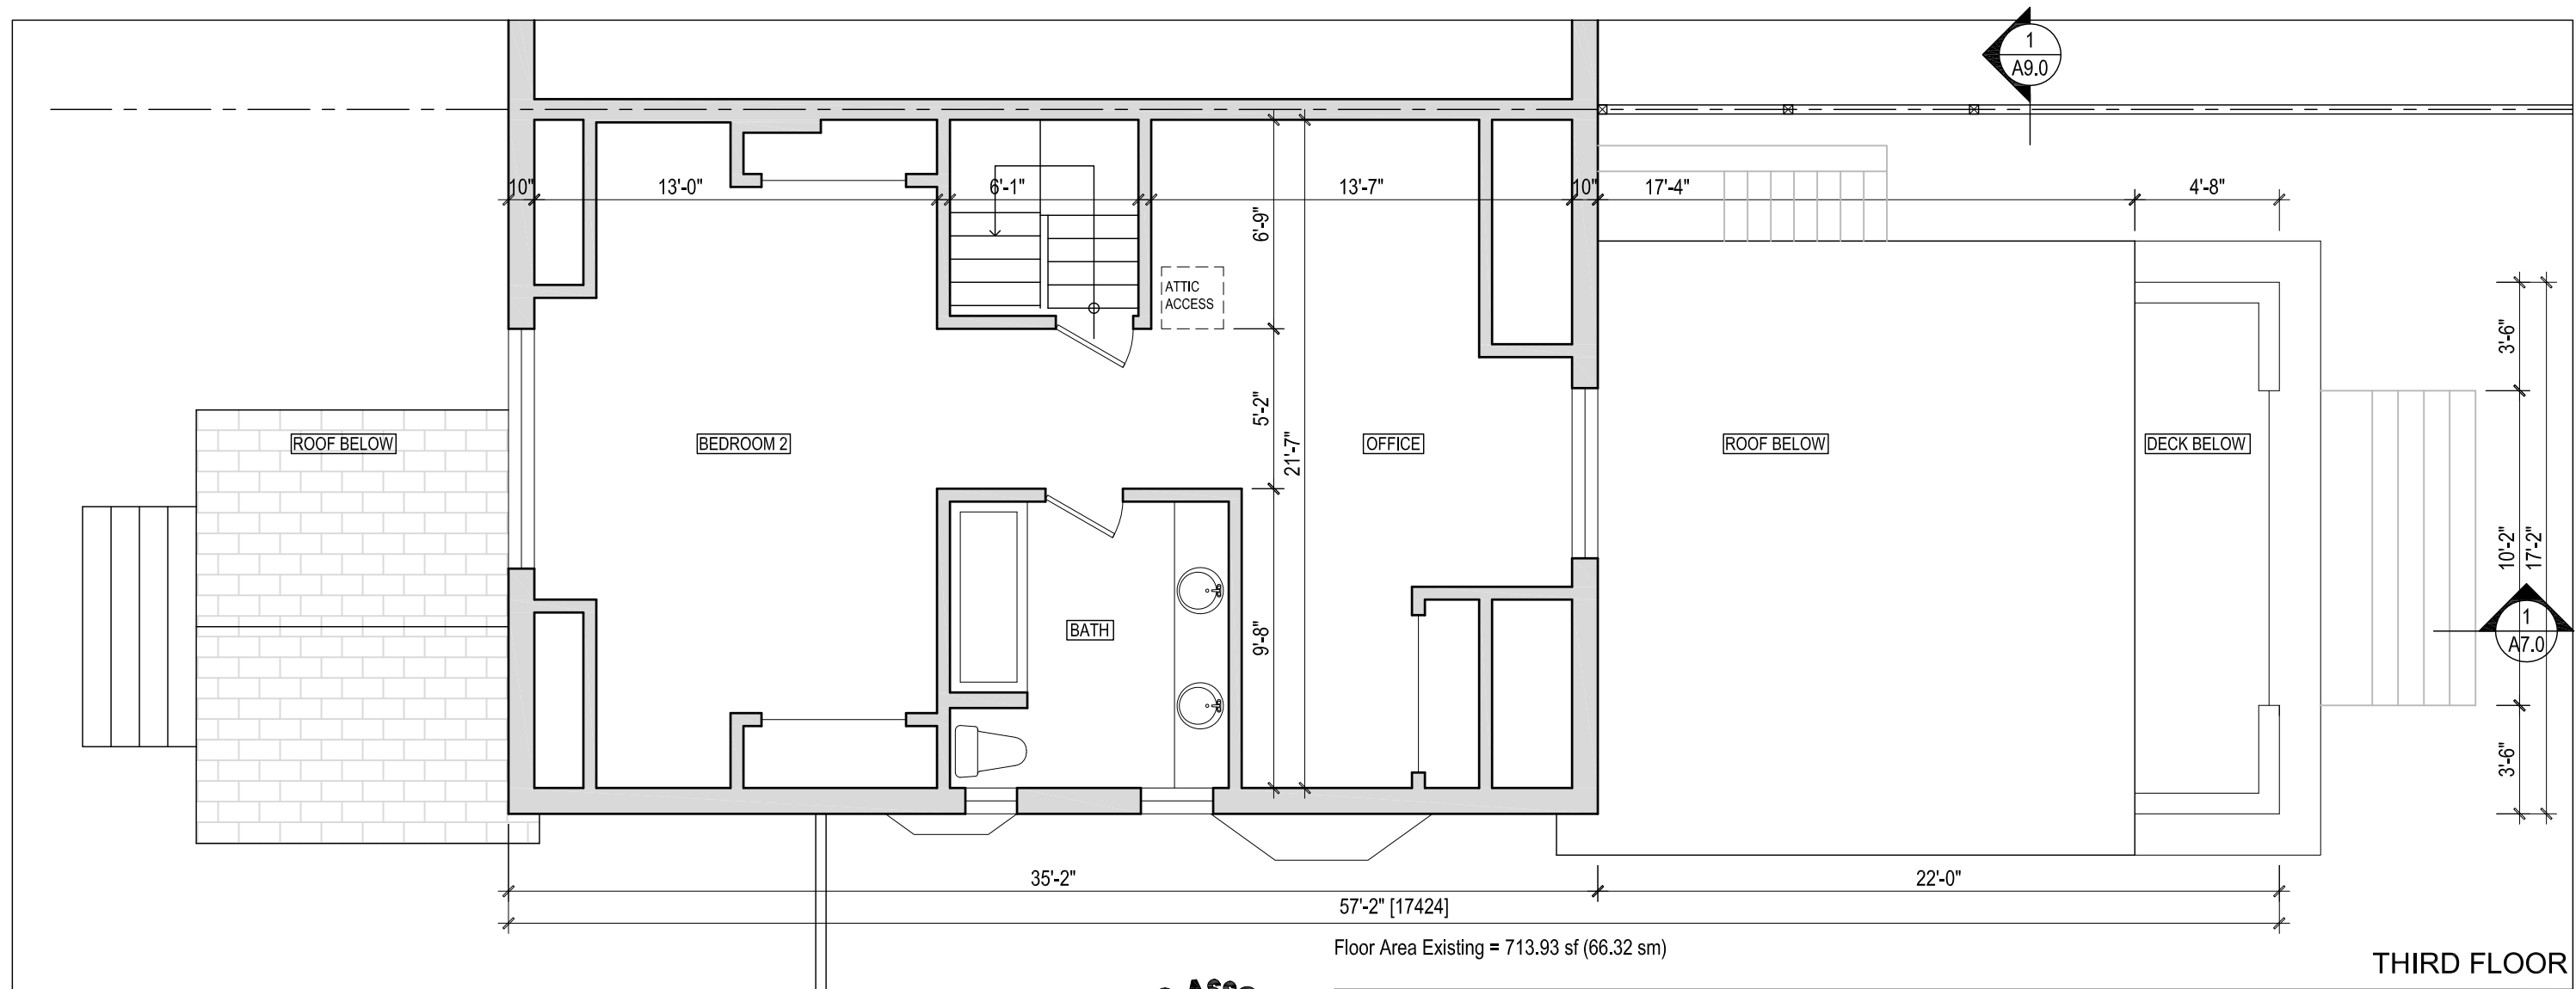 1
A9.0
10"
13'-0"
6'-1"
13'-7"
10"
17'-4"
4'-8"
6'-9"
ATTIC
ACCESS
3'-6"
5'-2"
21'-7"
ROOF BELOW
BEDROOM 2
OFFICE
ROOF BELOW
DECK BELOW
10'-2"
17'-2"
9'-8"
BATH
1
A7.0
3'-6"
35'-2"
22'-0"
57'-2" [17424]
Floor Area Existing = 713.93 sf (66.32 sm)
THIRD FLOOR